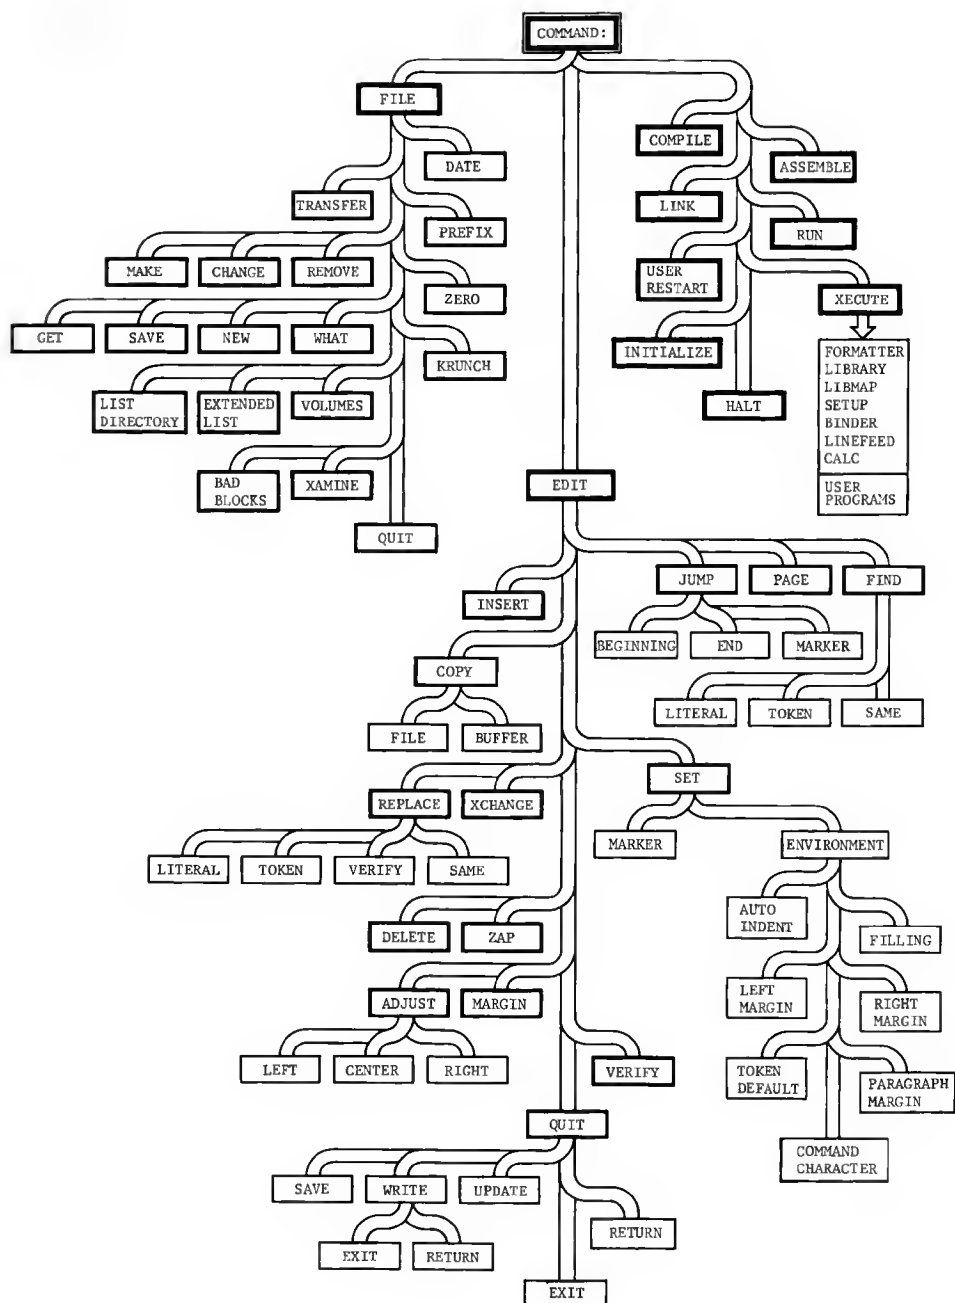 COMMAND:
FILE
COMPILE
DATE
ASSEMBLE
TRANSFER
LINK
PREFIX
RUN
MAKE
CHANGE
REMOVE
USER
RESTART
ZERO
XECUTE
GET
SAVE
NEW
WHAT
INITIALIZE
KRUNCH
FORMATTER
LIBRARY
LIBMAP
SETUP
BINDER
LINEFEED
CALC
USER
PROGRAMS
LIST
DIRECTORY
EXTENDED
LIST
VOLUMES
HALT
BAD
BLOCKS
XAMINE
EDIT
QUIT
JUMP
PAGE
FIND
INSERT
BEGINNING
END
MARKER
COPY
LITERAL
TOKEN
SAME
FILE
BUFFER
SET
REPLACE
XCHANGE
MARKER
ENVIRONMENT
LITERAL
TOKEN
VERIFY
SAME
AUTO
INDENT
FILLING
DELETE
ZAP
LEFT
MARGIN
RIGHT
MARGIN
ADJUST
MARGIN
LEFT
CENTER
RIGHT
VERIFY
TOKEN
DEFAULT
PARAGRAPH
MARGIN
QUIT
COMMAND
CHARACTER
SAVE
WRITE
UPDATE
RETURN
EXIT
RETURN
EXIT